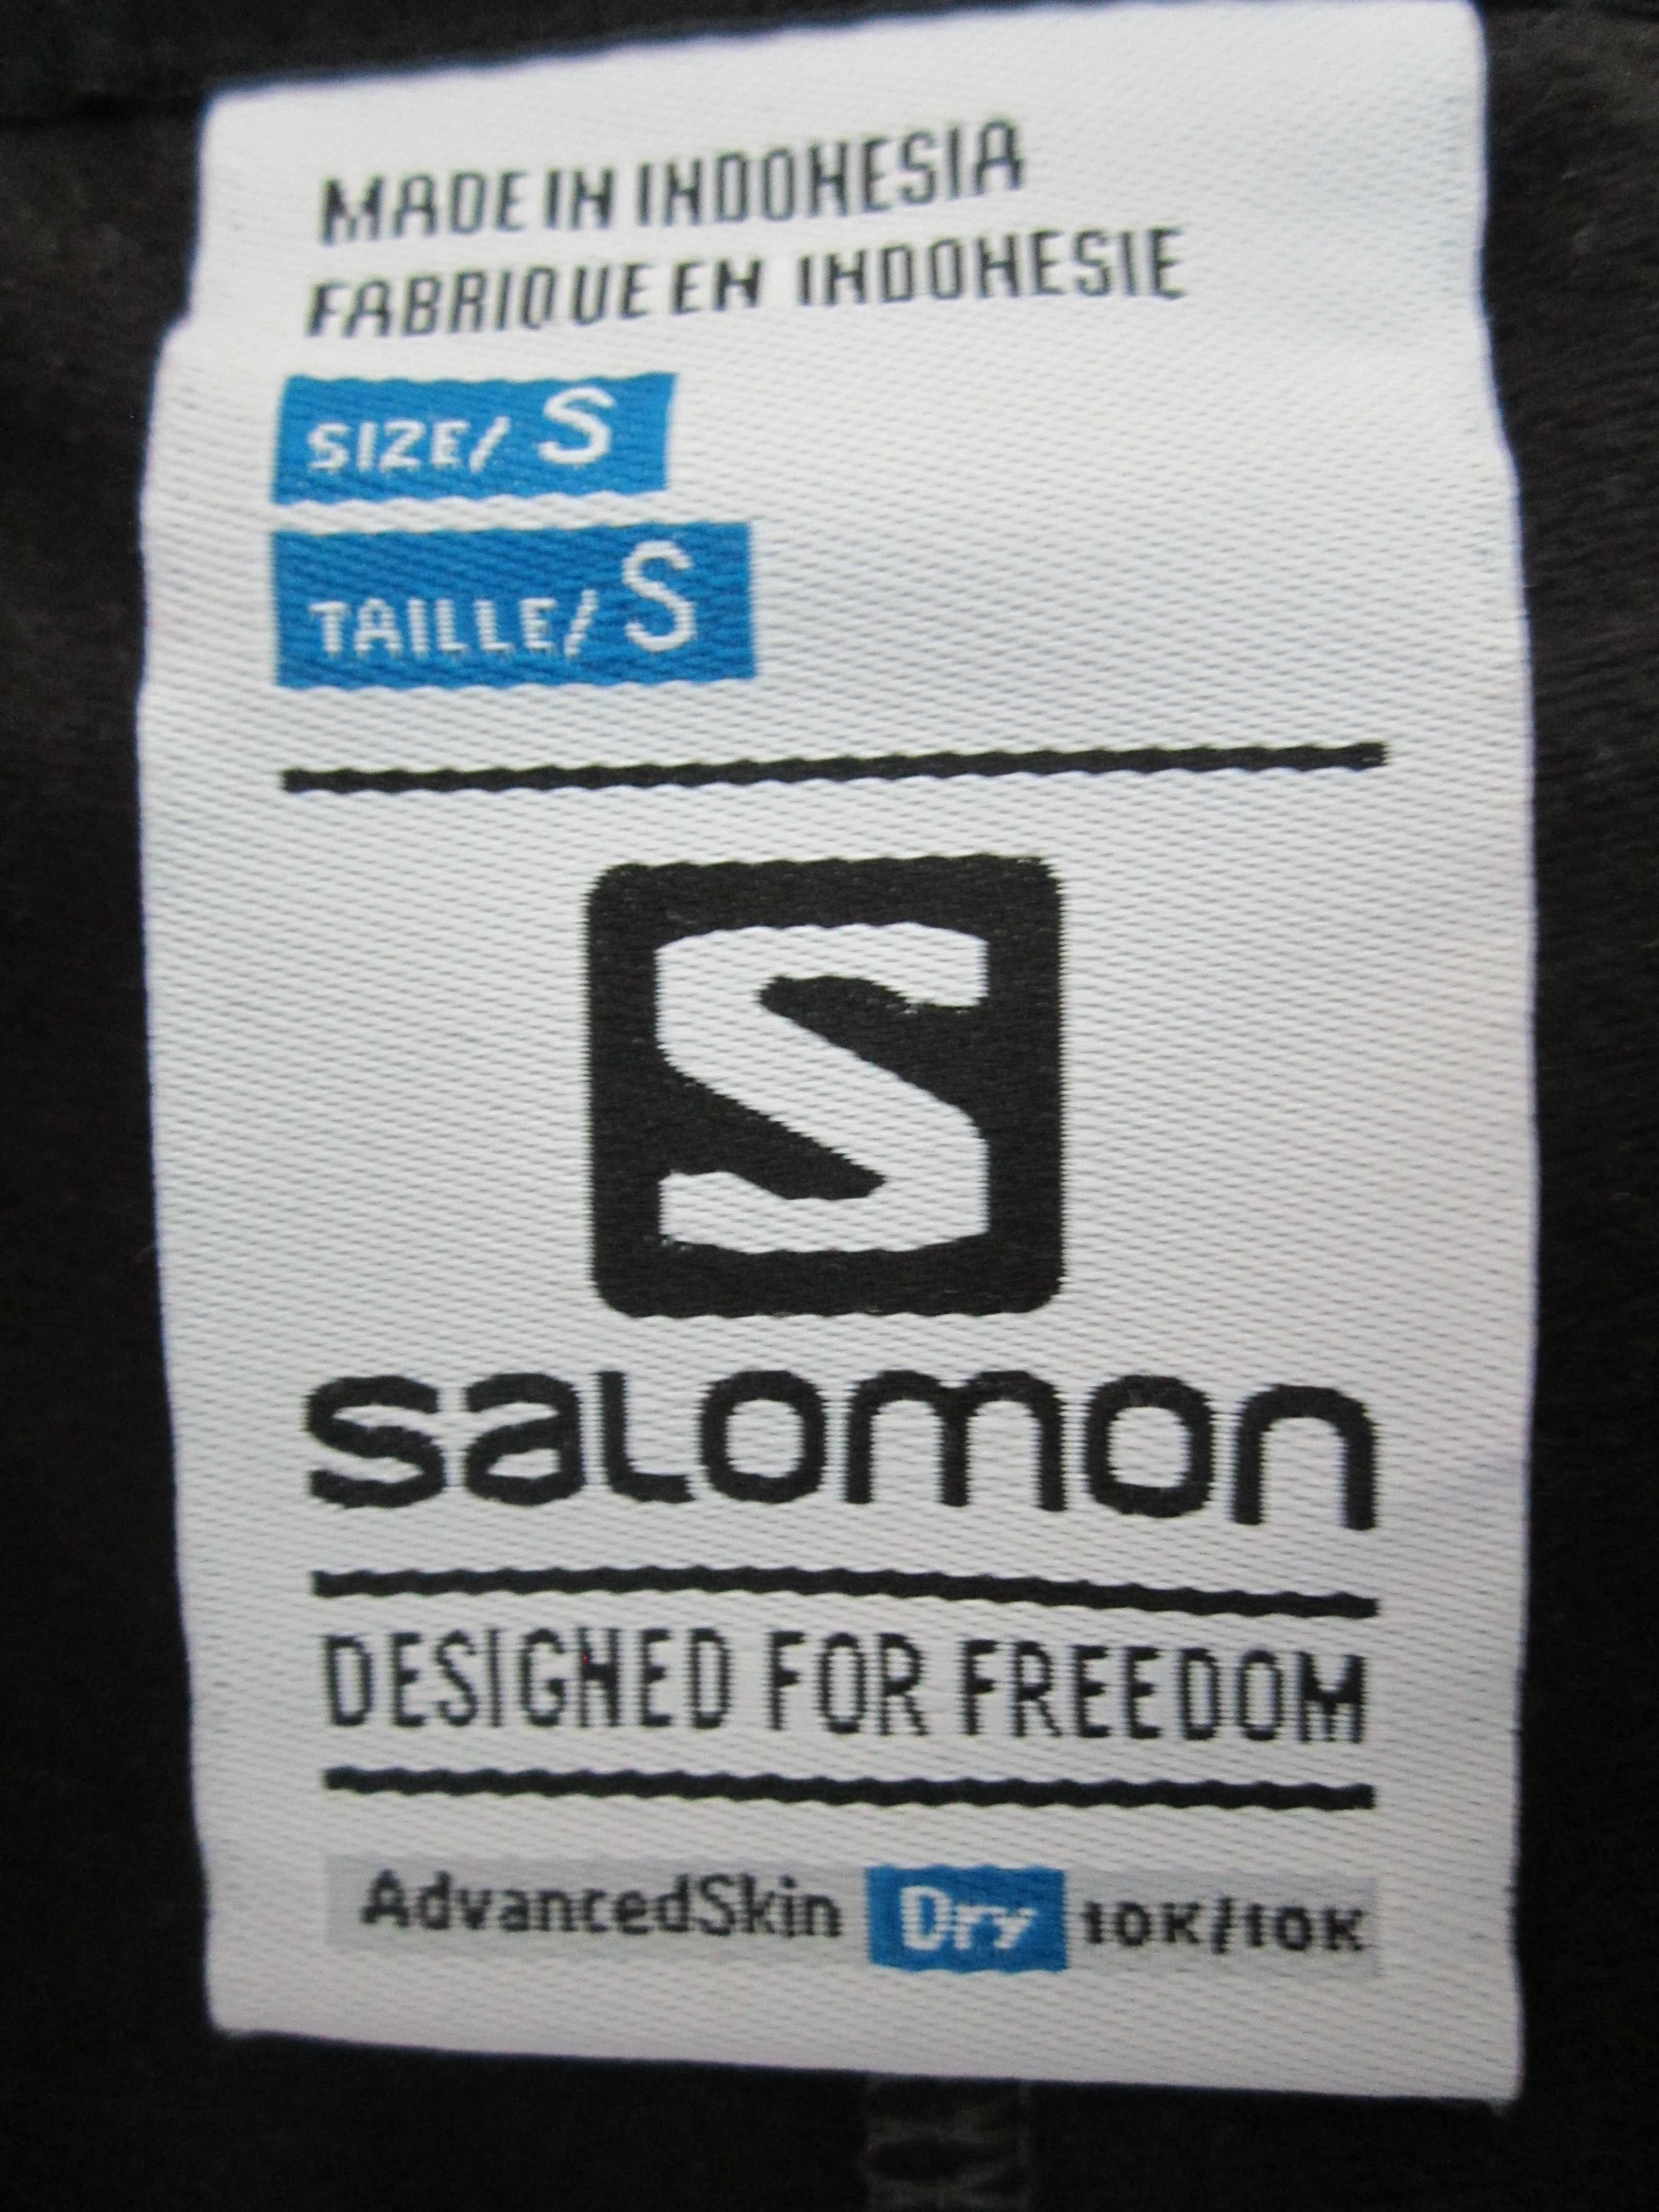 MADE IN INDONESIA
FABRIQUE EN INDONESIE
SIZE/ S
TAILLE/ S
S
SALOMON
DESIGNED FOR FREEDOM
AdvancedSkin Dry 10K/10K